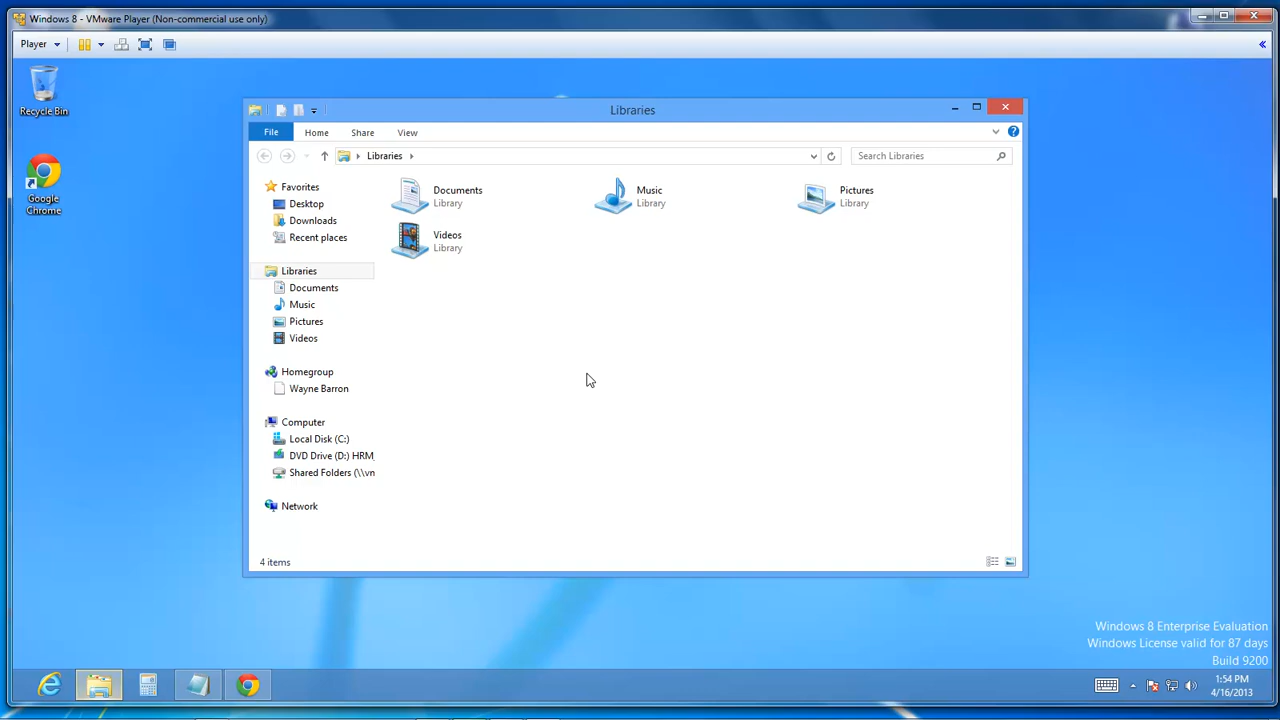 Windows 8 - VMware Player (Non-commercial use only)
Player
Recycle Bin
Google
Chrome
Libraries
File Home Share View
Libraries
Search Libraries
Favorites
Desktop
Downloads
Recent places
Libraries
Documents
Music
Pictures
Videos
Homegroup
Wayne Barron
Computer
Local Disk (C:)
DVD Drive (D:) HRM_
Shared Folders (\\vn
Network
Documents
Library
Music
Library
Pictures
Library
Videos
Library
4 items
Windows 8 Enterprise Evaluation
Windows License valid for 87 days
Build 9200
1:54 PM
4/16/2013